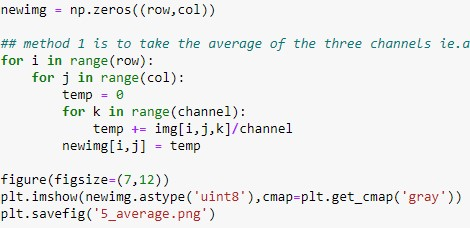 newimg = np.zeros((row,col))
## method 1 is to take the average of the three channels ie.a
for i in range(row):
    for j in range(col):
        temp = 0
        for k in range(channel):
            temp += img[i,j,k]/channel
        newimg[i,j] = temp
figure(figsize=(7,12))
plt.imshow(newimg.astype('uint8'),cmap=plt.get_cmap('gray'))
plt.savefig('5_average.png')